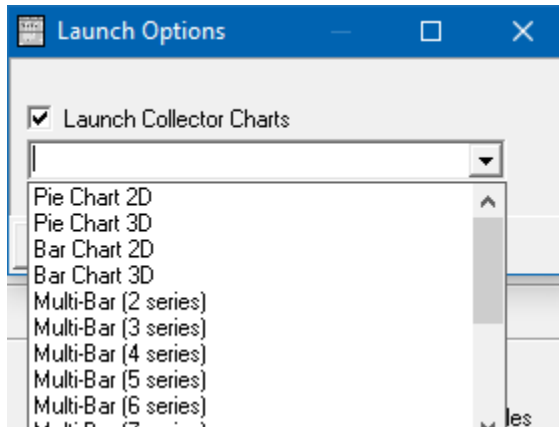 Launch Options
Launch Collector Charts
Pie Chart 2D
Pie Chart 3D
Bar Chart 2D
Bar Chart 3D
Multi-Bar (2 series)
Multi-Bar (3 series)
Multi-Bar (4 series)
Multi-Bar (5 series)
Multi-Bar (6 series)
les